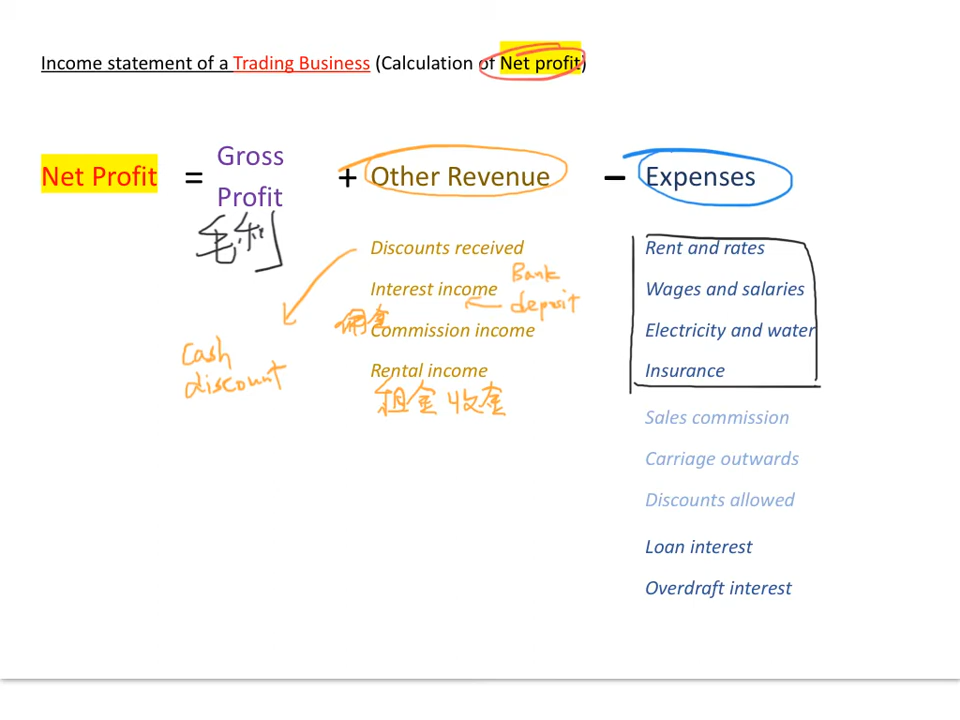 Income statement of a Trading Business (Calculation of Net profit)
Net Profit = Gross Profit + Other Revenue − Expenses
毛利
Discounts received
Interest income
Bank deposit
佣金
Commission income
Rental income
租金收金
Cash
discount
Rent and rates
Wages and salaries
Electricity and water
Insurance
Sales commission
Carriage outwards
Discounts allowed
Loan interest
Overdraft interest